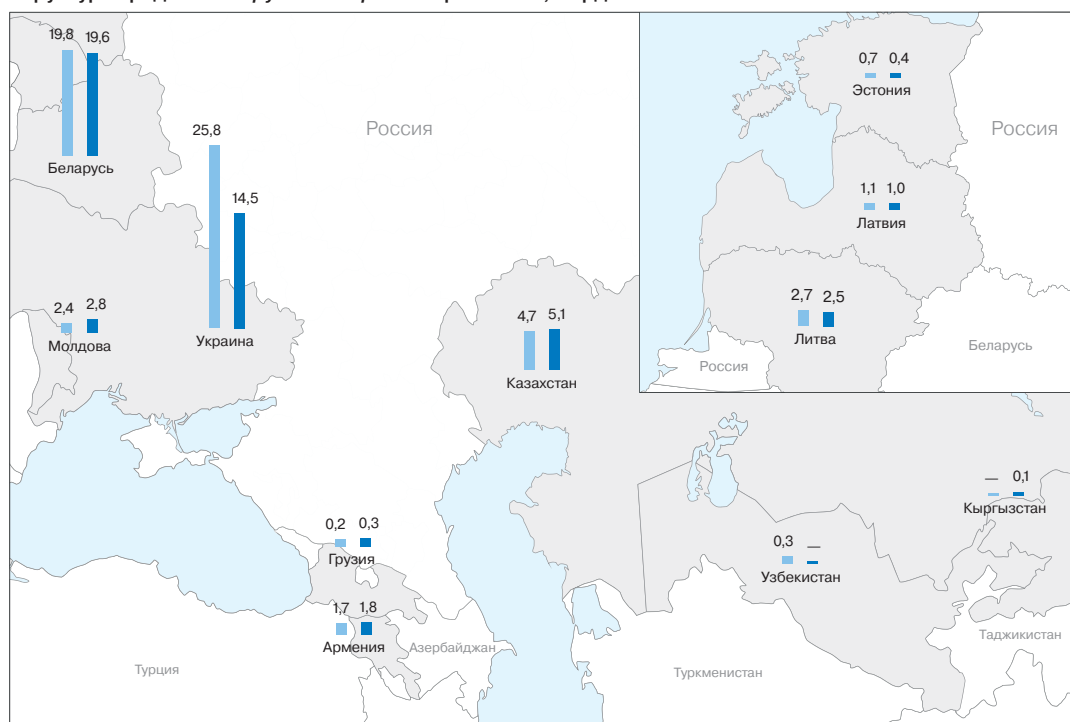 19,8 19,6
Беларусь
25,8
14,5
Украина
2,4 2,8
Молдова
Россия
4,7 5,1
Казахстан
0,7 0,4
Эстония
Россия
1,1 1,0
Латвия
2,7 2,5
Литва
Беларусь
Россия
— 0,1
Кыргызстан
0,3 —
Узбекистан
0,2 0,3
Грузия
1,7 1,8
Армения
Азербайджан
Таджикистан
Турция
Туркменистан